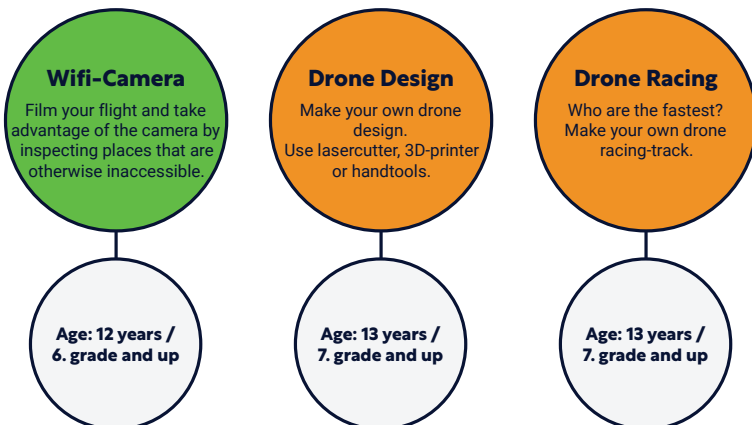 Wifi-Camera
Film your flight and take
advantage of the camera by
inspecting places that are
otherwise inaccessible.
Age: 12 years /
6. grade and up
Drone Design
Make your own drone
design.
Use lasercutter, 3D-printer
or handtools.
Age: 13 years /
7. grade and up
Drone Racing
Who are the fastest?
Make your own drone
racing-track.
Age: 13 years /
7. grade and up